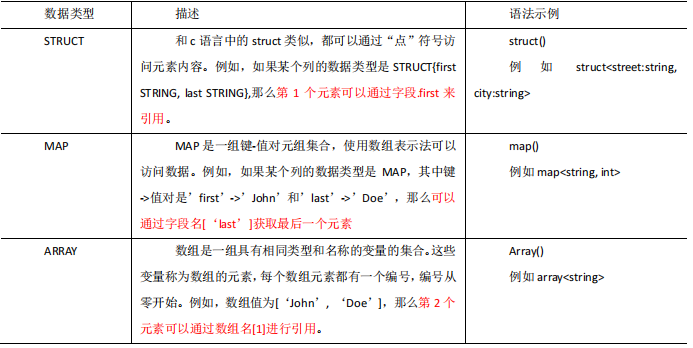 数据类型 描述 语法示例
STRUCT 和 c 语言中的 struct 类似，都可以通过“点”符号访 struct()
问元素内容。例如，如果某个列的数据类型是 STRUCT{first 例 如 struct<street:string,
STRING, last STRING},那么第 1 个元素可以通过字段.first 来 city:string>
引用。
MAP MAP 是一组键-值对元组集合，使用数组表示法可以 map()
访问数据。例如，如果某个列的数据类型是 MAP，其中键 例如 map<string, int>
->值对是’first’->’John’和’last’->’Doe’，那么可以
通过字段名[‘last’]获取最后一个元素
ARRAY 数组是一组具有相同类型和名称的变量的集合。这些 Array()
变量称为数组的元素，每个数组元素都有一个编号，编号从 例如 array<string>
零开始。例如，数组值为[‘John’, ‘Doe’]，那么第 2 个
元素可以通过数组名[1]进行引用。